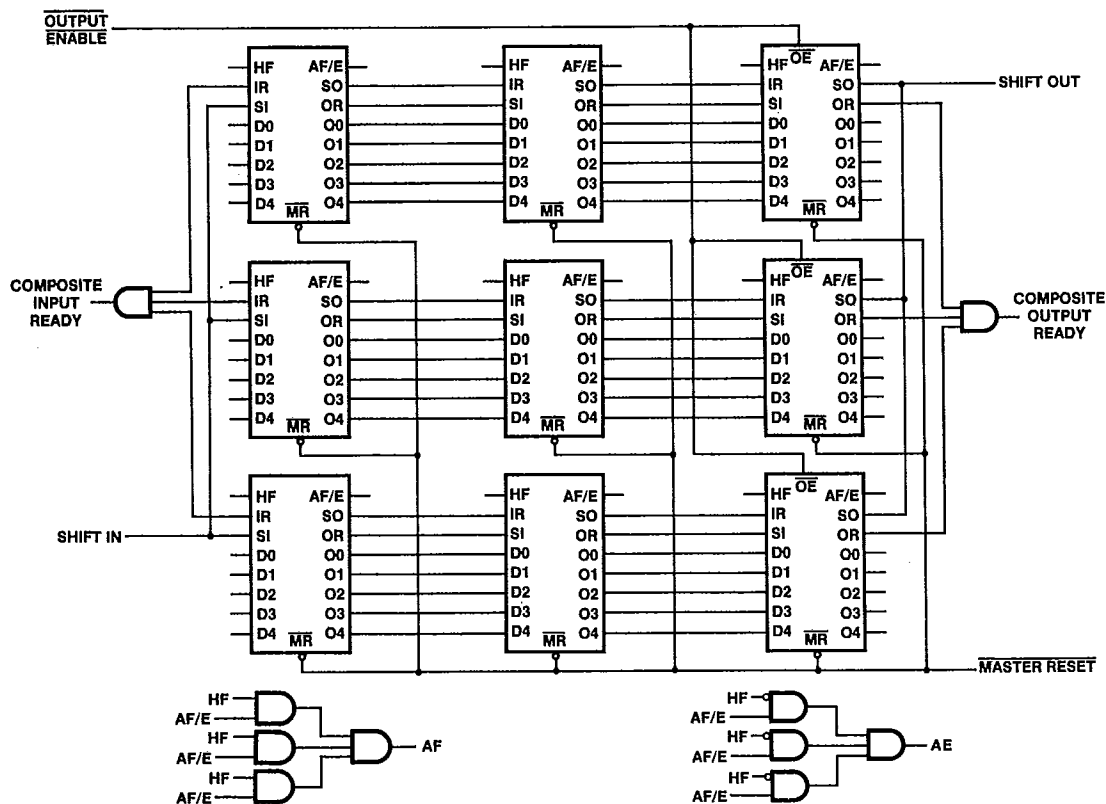 OUTPUT
ENABLE
HF AF/E HF AF/E HF OE AF/E
IR SO IR SO IR SO SHIFT OUT
SI OR SI OR SI OR
D0 O0 D0 O0 D0 O0
D1 O1 D1 O1 D1 O1
D2 O2 D2 O2 D2 O2
D3 O3 D3 O3 D3 O3
D4 O4 D4 O4 D4 O4
MR MR MR
COMPOSITE
INPUT
READY
HF AF/E HF AF/E HF OE AF/E
IR SO IR SO IR SO
SI OR SI OR SI OR
D0 O0 D0 O0 D0 O0
D1 O1 D1 O1 D1 O1
D2 O2 D2 O2 D2 O2
D3 O3 D3 O3 D3 O3
D4 O4 D4 O4 D4 O4
MR MR MR
COMPOSITE
OUTPUT
READY
HF AF/E HF AF/E HF OE AF/E
IR SO IR SO IR SO
SHIFT IN SI OR SI OR SI OR
D0 O0 D0 O0 D0 O0
D1 O1 D1 O1 D1 O1
D2 O2 D2 O2 D2 O2
D3 O3 D3 O3 D3 O3
D4 O4 D4 O4 D4 O4
MR MR MR
MASTER RESET
HF
AF/E
HF
AF/E
HF
AF/E
AF
HF
AF/E
HF
AF/E
HF
AF/E
AE